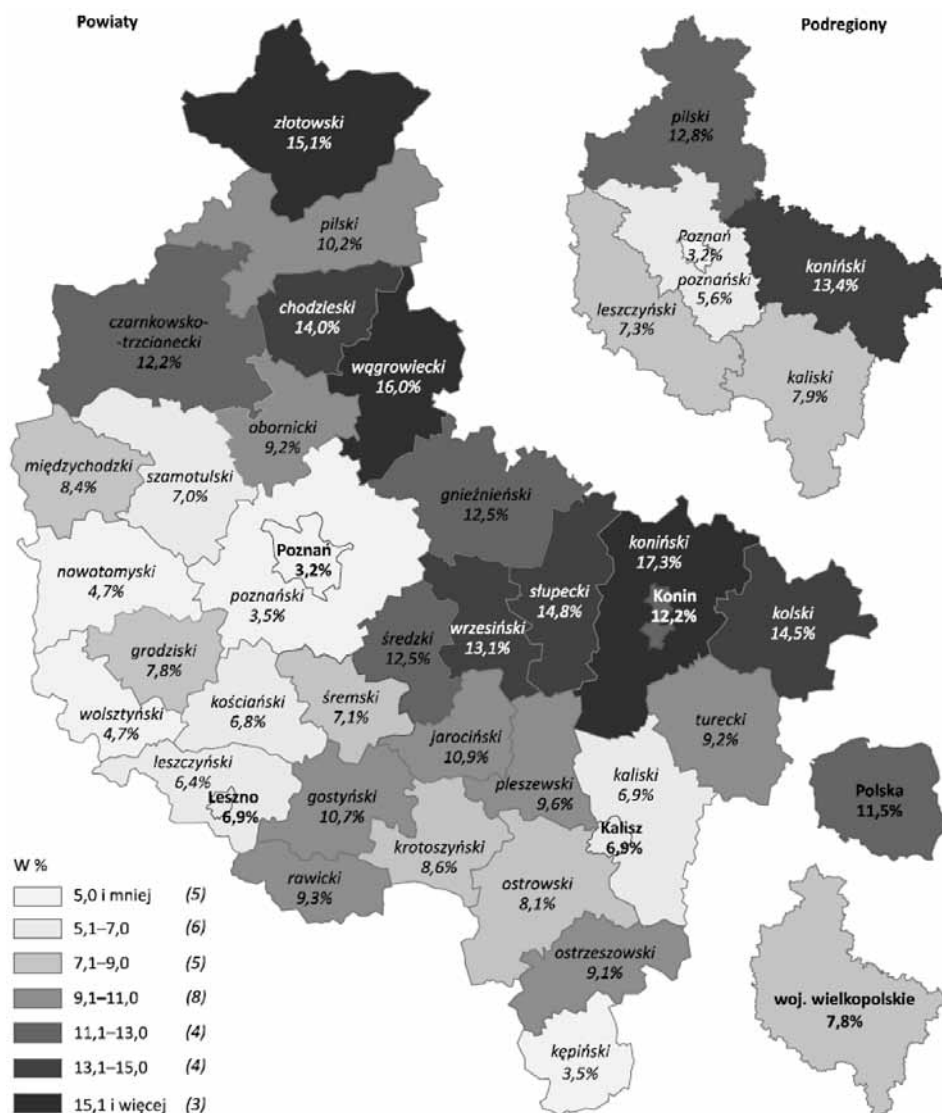 Powiaty
Podregiony
złotowski
15,1%
pilski
10,2%
czarnkowsko-
-trzcianecki
12,2%
chodzieski
14,0%
wągrowiecki
16,0%
obornicki
9,2%
międzychodzki
8,4%
szamotulski
7,0%
gnieźnieński
12,5%
Poznań
3,2%
poznański
3,5%
nowotomyski
4,7%
koniński
17,3%
Konin
12,2%
słupecki
14,8%
kolski
14,5%
wrzesiński
13,1%
średzki
12,5%
grodziski
7,8%
kościański
6,8%
śremski
7,1%
wolsztyński
4,7%
turecki
9,2%
jarociński
10,9%
leszczyński
6,4%
Leszno
6,9%
gostyński
10,7%
pleszewski
9,6%
kaliski
6,9%
Kalisz
6,9%
krotoszyński
8,6%
rawicki
9,3%
ostrowski
8,1%
ostrzeszowski
9,1%
kępiński
3,5%
pilski
12,8%
Poznań
3,2%
poznański
5,6%
koniński
13,4%
leszczyński
7,3%
kaliski
7,9%
Polska
11,5%
woj. wielkopolskie
7,8%
W %
5,0 i mniej (5)
5,1–7,0 (6)
7,1–9,0 (5)
9,1–11,0 (8)
11,1–13,0 (4)
13,1–15,0 (4)
15,1 i więcej (3)